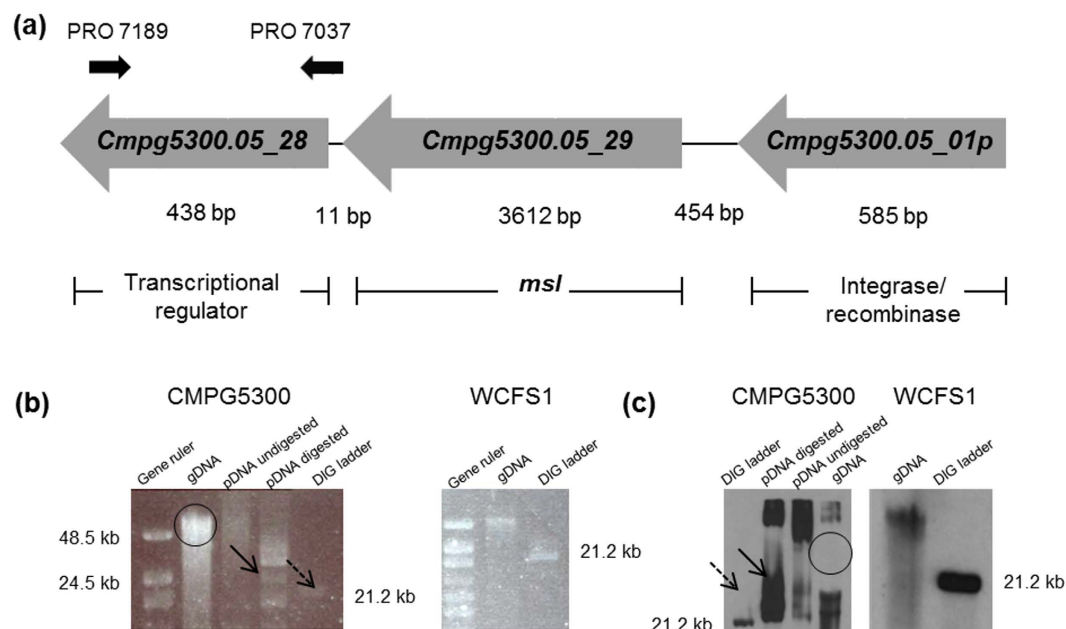 (a)
PRO 7189
PRO 7037
Cmpg5300.05_28
Cmpg5300.05_29
Cmpg5300.05_01p
438 bp
11 bp
3612 bp
454 bp
585 bp
Transcriptional
regulator
msl
Integrase/
recombinase
(b)
CMPG5300
Gene ruler
gDNA
pDNA undigested
pDNA digested
DIG ladder
48.5 kb
24.5 kb
21.2 kb
WCFS1
Gene ruler
gDNA
DIG ladder
21.2 kb
(c)
CMPG5300
DIG ladder
pDNA digested
pDNA undigested
gDNA
21.2 kb
WCFS1
gDNA
DIG ladder
21.2 kb